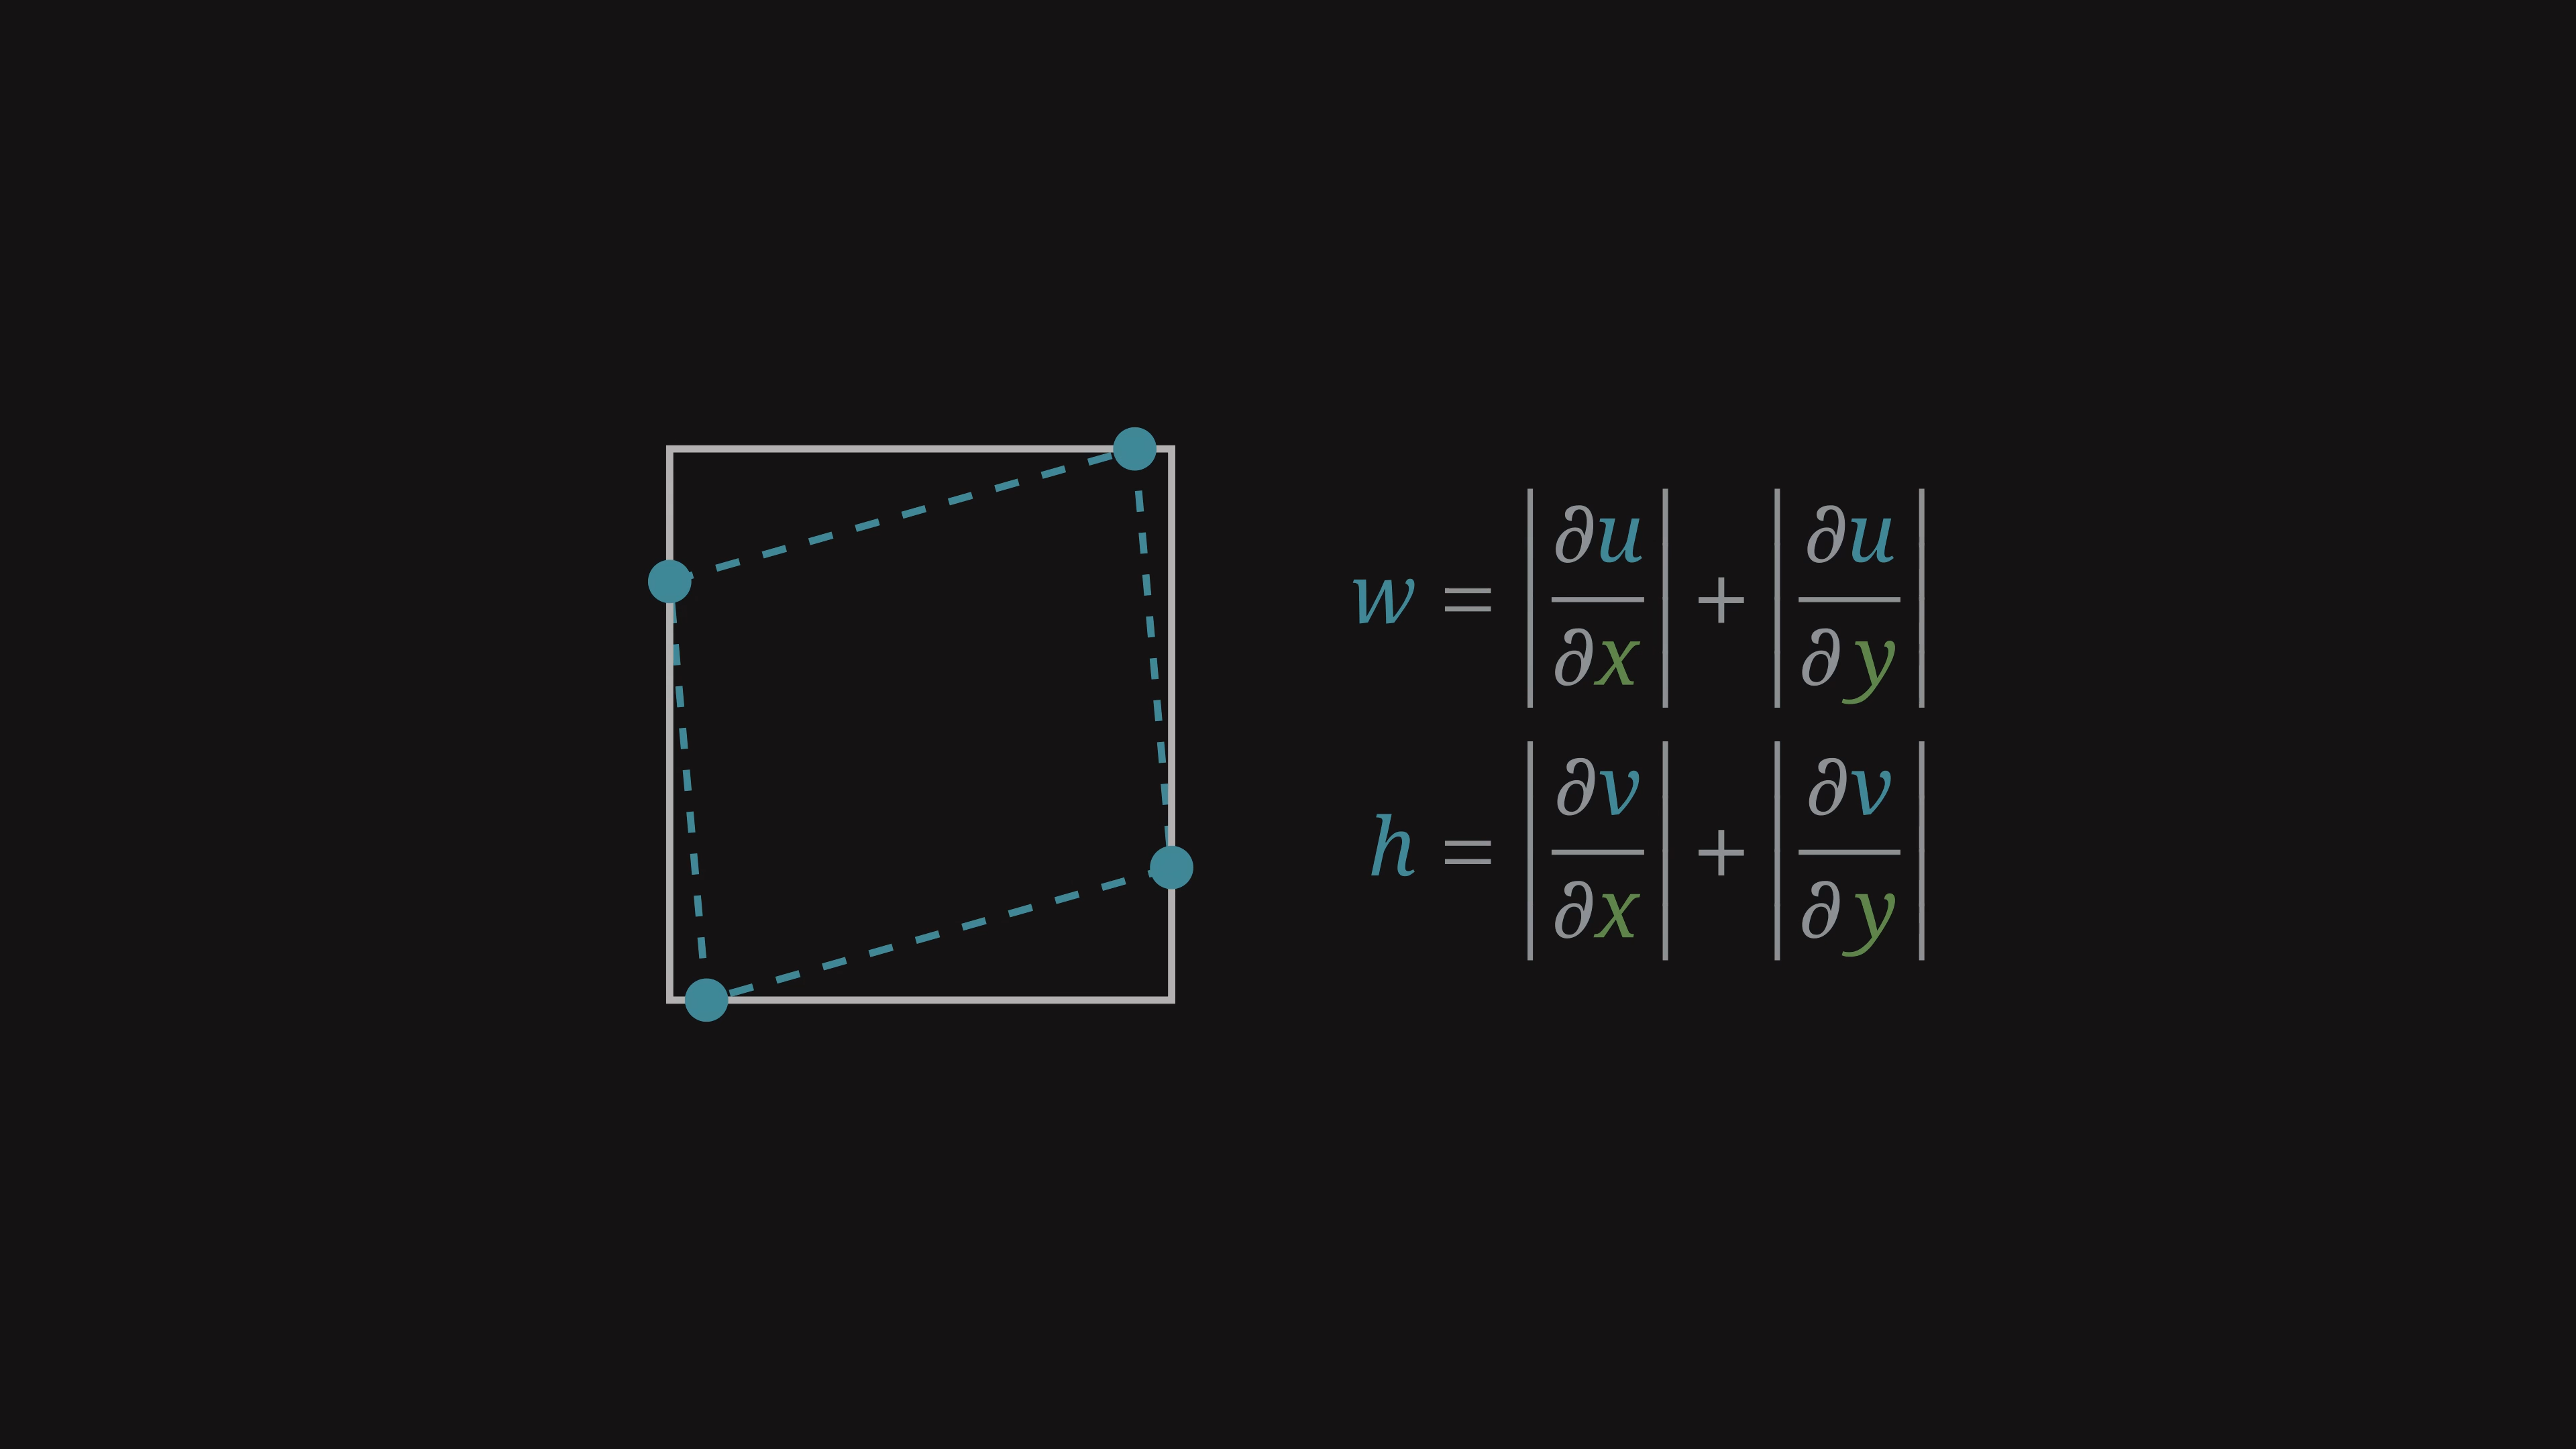 w = |∂u/∂x| + |∂u/∂y|
h = |∂v/∂x| + |∂v/∂y|